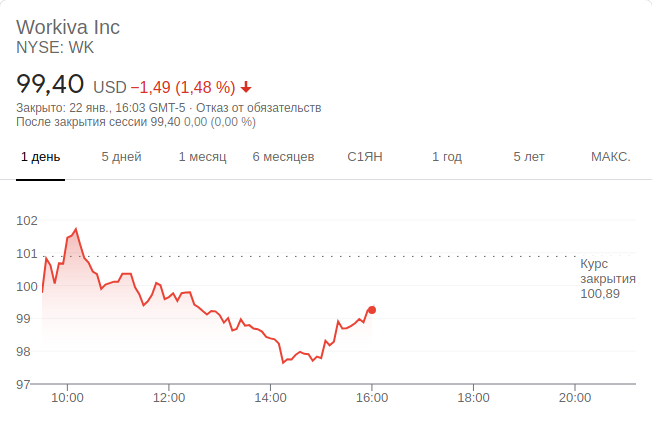 Workiva Inc
NYSE: WK
99,40 USD −1,49 (1,48 %)
Закрыто: 22 янв., 16:03 GMT-5 · Отказ от обязательств
После закрытия сессии 99,40 0,00 (0,00 %)
1 день 5 дней 1 месяц 6 месяцев С1ЯН 1 год 5 лет МАКС.
102
101
Курс
закрытия
100,89
100
99
98
97
10:00 12:00 14:00 16:00 18:00 20:00